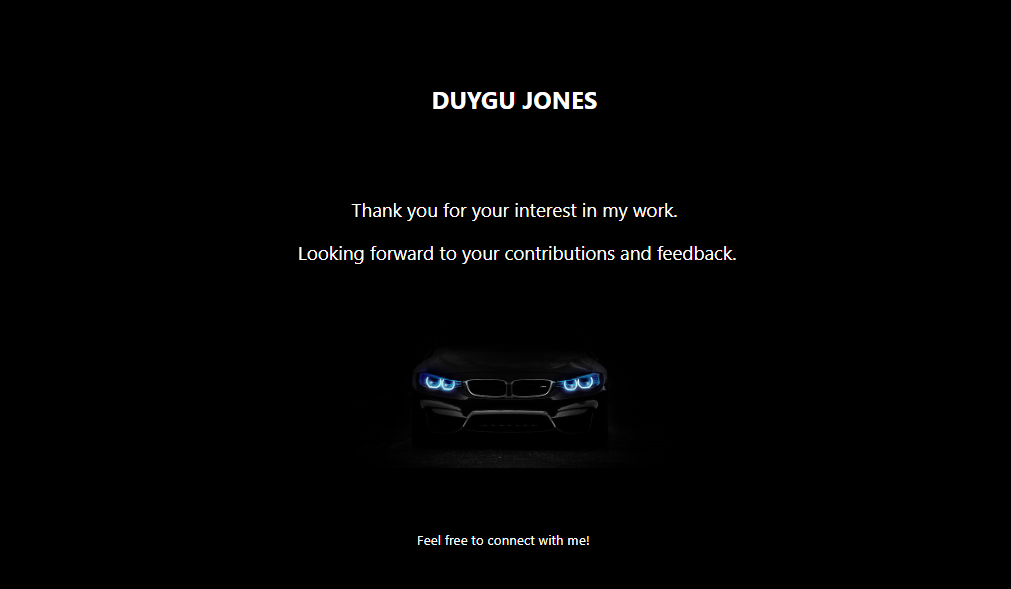 DUYGU JONES
Thank you for your interest in my work.
Looking forward to your contributions and feedback.
Feel free to connect with me!